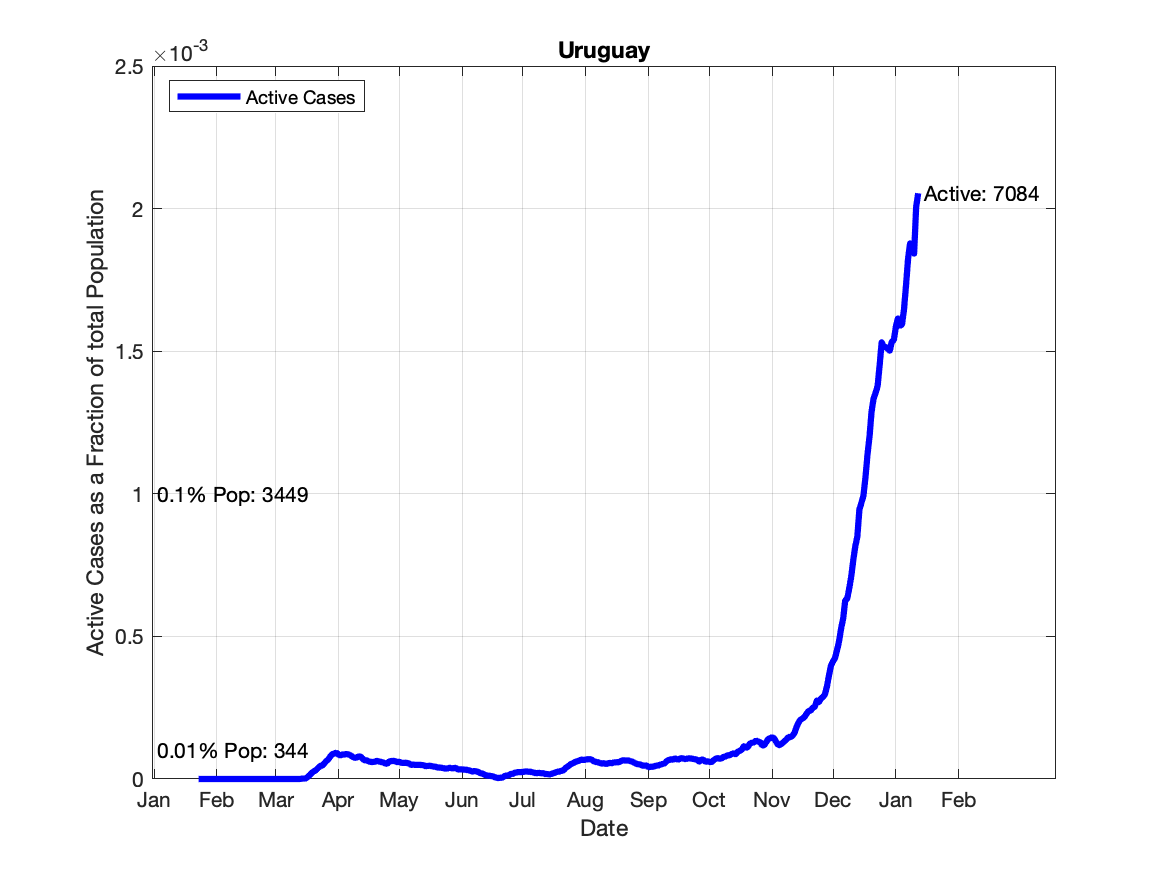 Uruguay
×10-3
2.5
2
1.5
1
0.5
0
Active Cases
Active: 7084
0.1% Pop: 3449
0.01% Pop: 344
Active Cases as a Fraction of total Population
Jan Feb Mar Apr May Jun Jul Aug Sep Oct Nov Dec Jan Feb
Date